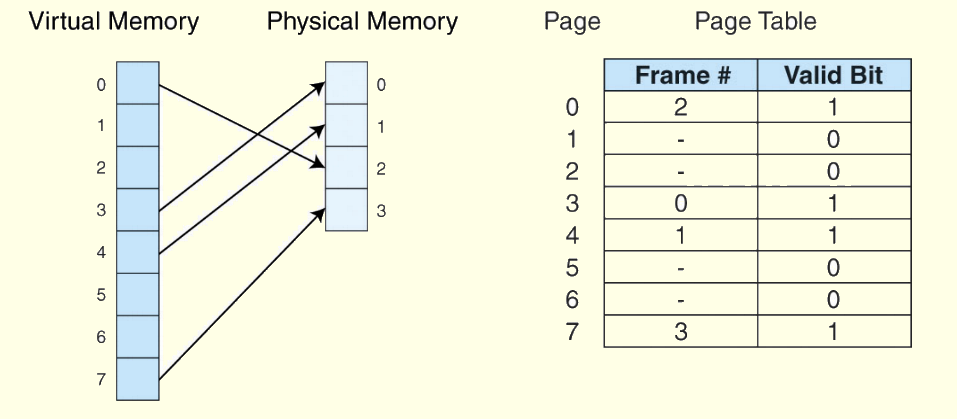 Virtual Memory
Physical Memory
0
1
2
3
4
5
6
7
0
1
2
3
Page
Page Table
Frame # Valid Bit
0 2 1
1 - 0
2 - 0
3 0 1
4 1 1
5 - 0
6 - 0
7 3 1